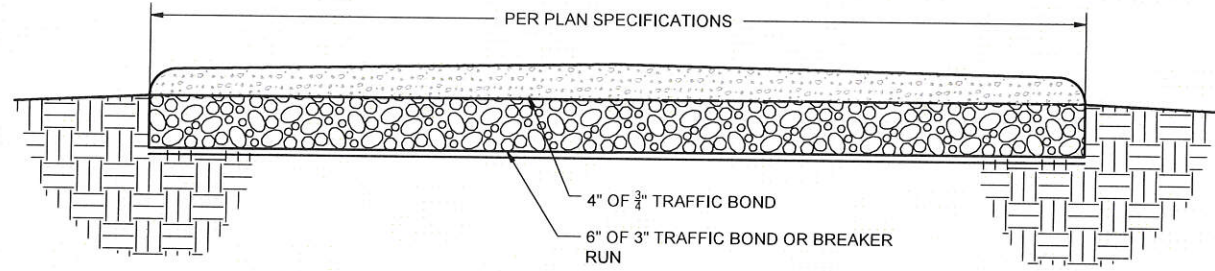 PER PLAN SPECIFICATIONS
4" OF 3/4" TRAFFIC BOND
6" OF 3" TRAFFIC BOND OR BREAKER
RUN